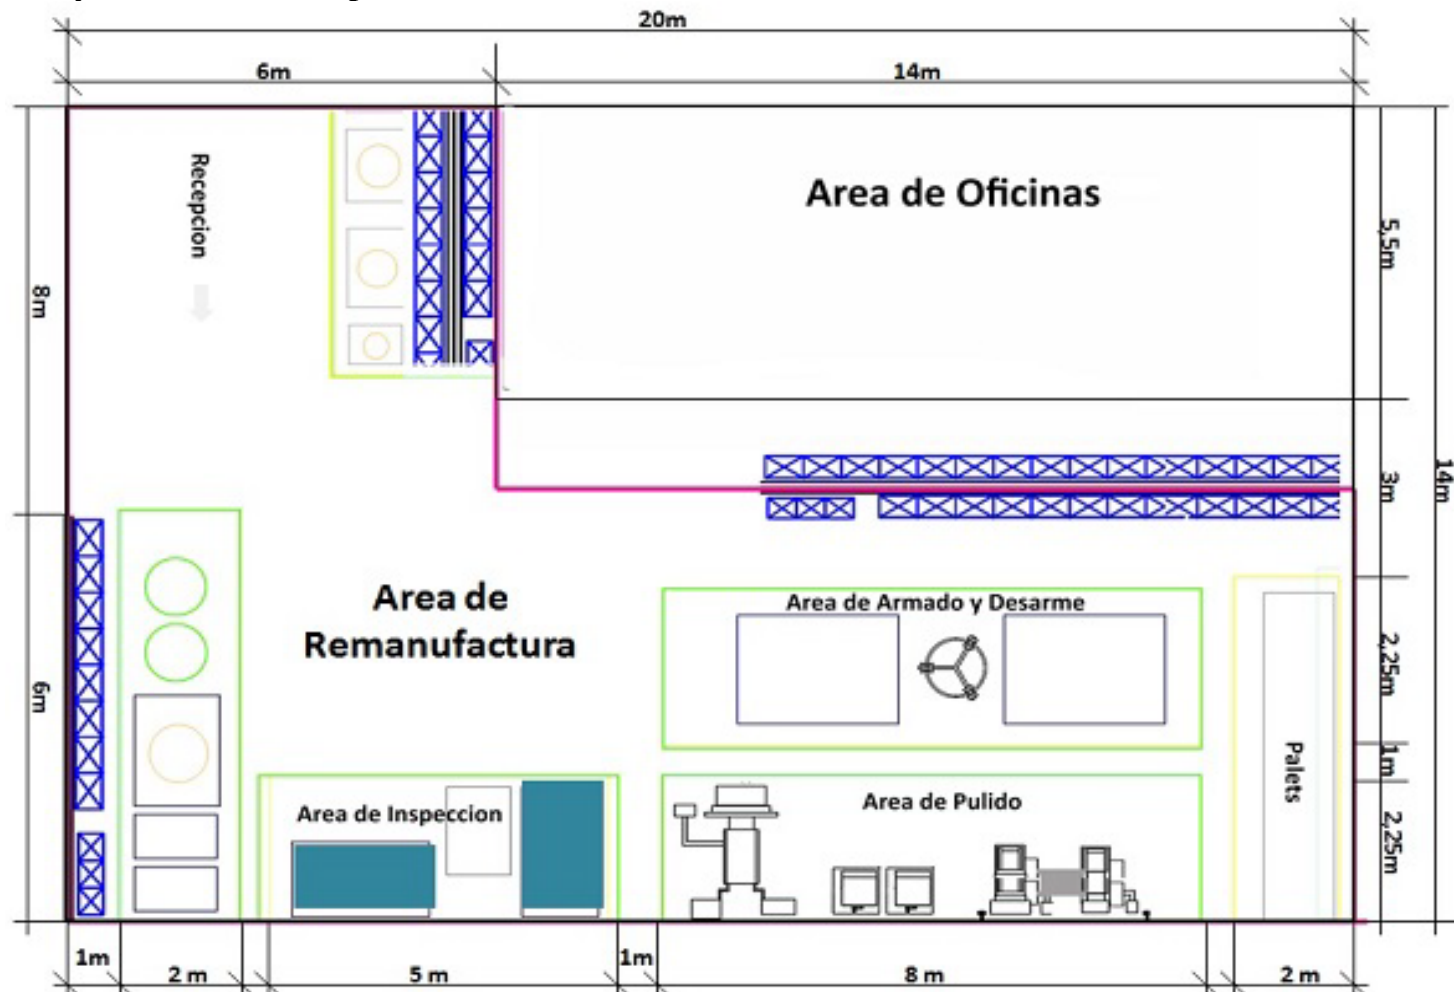 20m
6m
14m
Recepcion
Area de Oficinas
5,5m
8m
3m
14m
Area de
Remanufactura
Area de Armado y Desarme
2,25m
6m
1m
Palets
Area de Inspeccion
Area de Pulido
2,25m
1m
2 m
5 m
1m
8 m
2 m